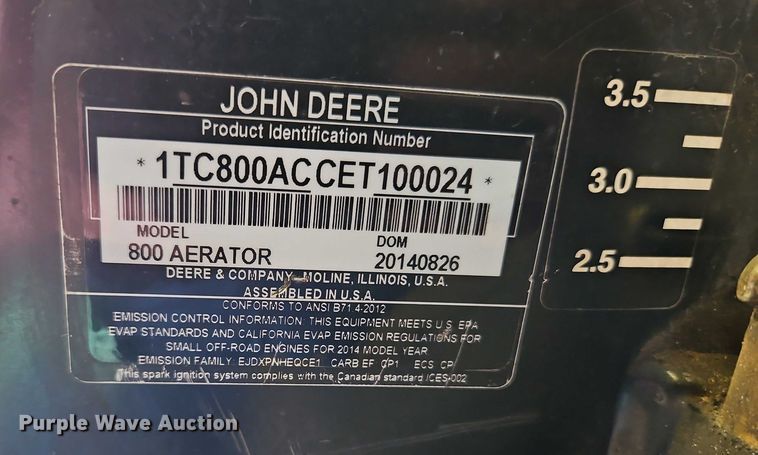 JOHN DEERE
Product Identification Number
*1TC800ACCET100024*
MODEL DOM
800 AERATOR 20140826
DEERE & COMPANY MOLINE, ILLINOIS, U.S.A.
ASSEMBLED IN U.S.A.
CONFORMS TO ANSI B71.4-2012
EMISSION CONTROL INFORMATION: THIS EQUIPMENT MEETS U.S. EPA
EVAP STANDARDS AND CALIFORNIA EVAP EMISSION REGULATIONS FOR
SMALL OFF-ROAD ENGINES FOR 2014 MODEL YEAR
EMISSION FAMILY: EJDXPNHEQCE1 CARB EF CP1 ECS CP
This spark ignition system complies with the Canadian standard ICES-002
3.5
3.0
2.5
Purple Wave Auction